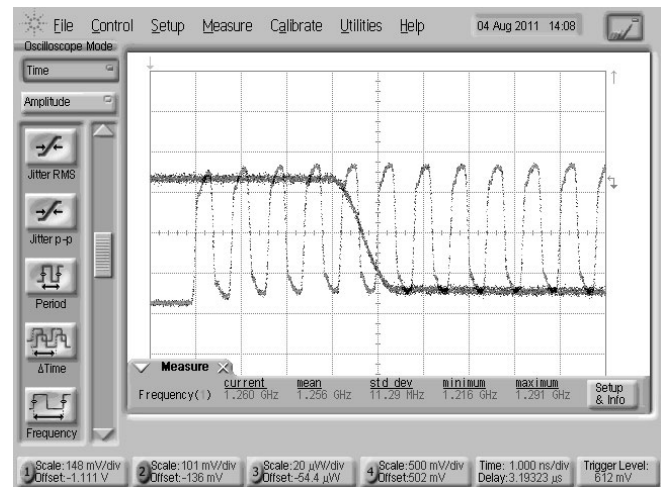 File Control Setup Measure Calibrate Utilities Help 04 Aug 2011 14:08
Oscilloscope Mode
Time
Amplitude
Jitter RMS
Jitter p-p
Period
ΔTime
Frequency
Measure
current mean std dev minimum maximum
Frequency(1) 1.260 GHz 1.256 GHz 11.29 MHz 1.216 GHz 1.291 GHz
Setup
& Info
1 Scale:148 mV/div
Offset:-1.111 V
2 Scale:101 mV/div
Offset:-136 mV
3 Scale:20 µW/div
Offset:-54.4 µW
4 Scale:500 mV/div
Offset:502 mV
Time: 1.000 ns/div
Delay:3.19323 µs
Trigger Level:
612 mV